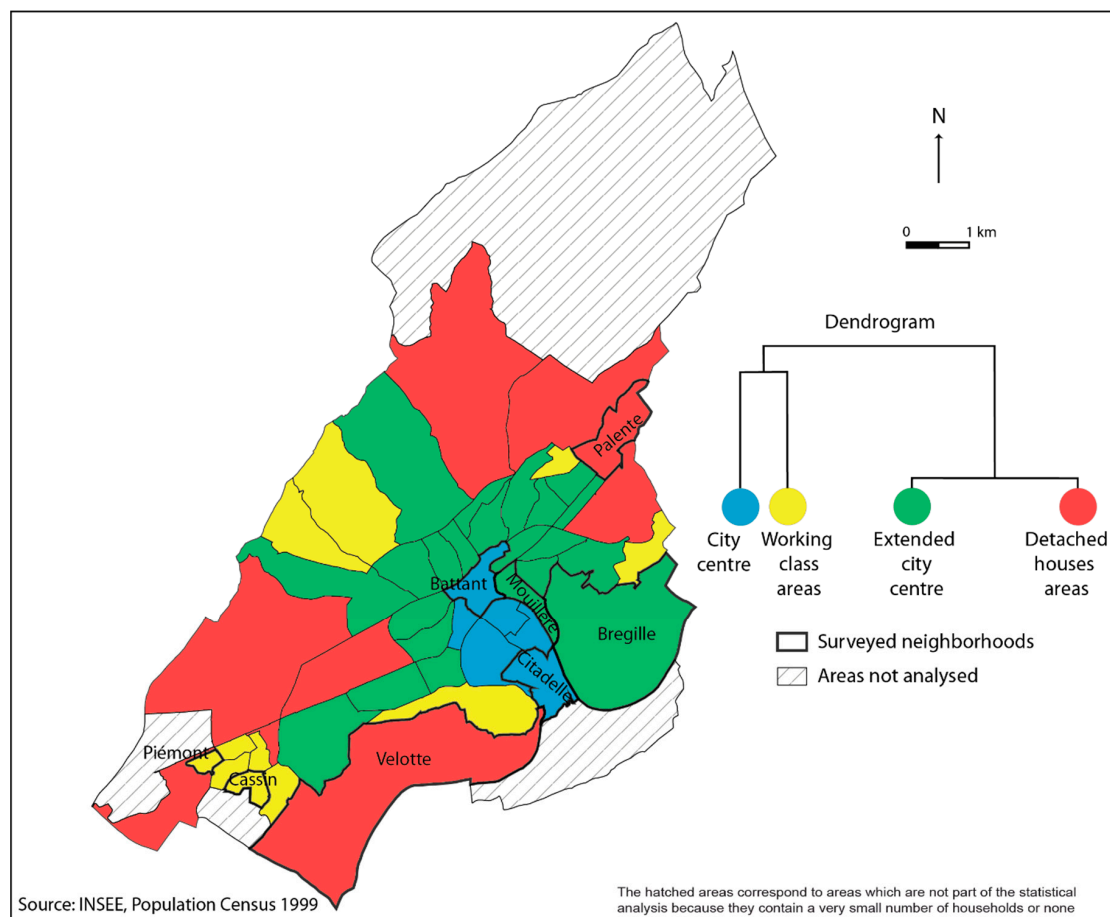 N
0 1 km
Dendrogram
City
centre
Working
class
areas
Extended
city
centre
Detached
houses
areas
Surveyed neighborhoods
Areas not analysed
Palente
Battant
Mouillère
Bregille
Citadelle
Velotte
Piémont
Cassin
Source: INSEE, Population Census 1999
The hatched areas correspond to areas which are not part of the statistical
analysis because they contain a very small number of households or none